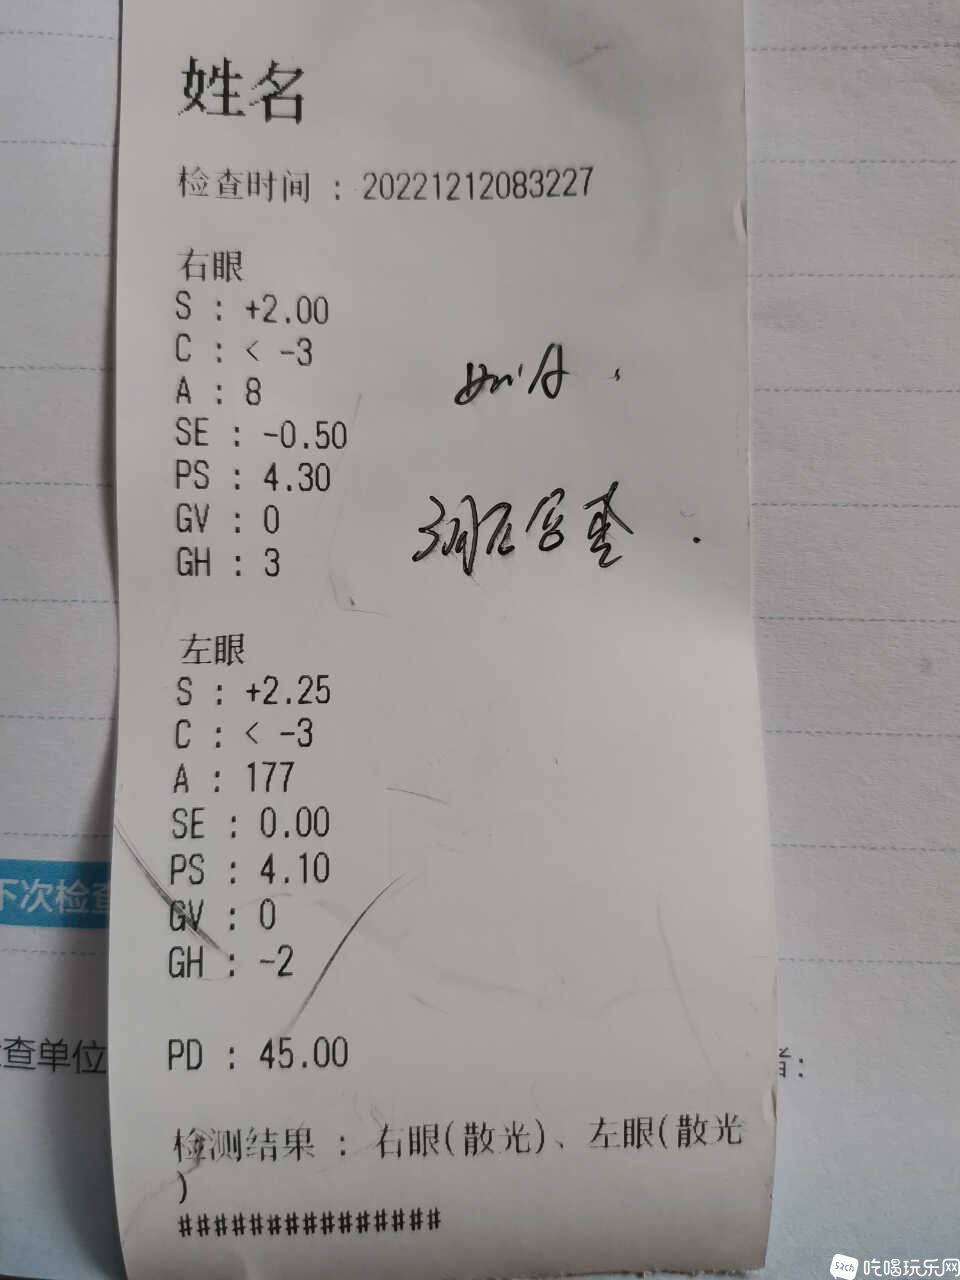 姓名
检查时间 : 20221212083227
右眼
S : +2.00
C : < -3
A : 8
SE : -0.50
PS : 4.30
GV : 0
GH : 3
左眼
S : +2.25
C : < -3
A : 177
SE : 0.00
PS : 4.10
GV : 0
GH : -2
PD : 45.00
检测结果 : 右眼(散光)、左眼(散光
)
###############
下次检查
查单位
者:
吃喝玩乐网